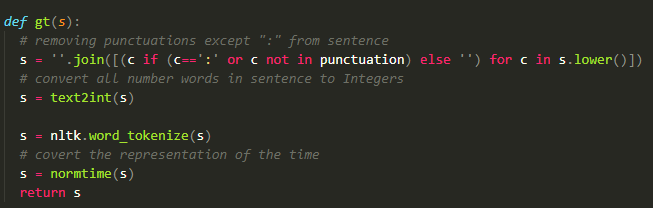 def gt(s):
# removing punctuations except ":" from sentence
s = ''.join([(c if (c==':' or c not in punctuation) else '') for c in s.lower()])
# convert all number words in sentence to Integers
s = text2int(s)
s = nltk.word_tokenize(s)
# covert the representation of the time
s = normtime(s)
return s